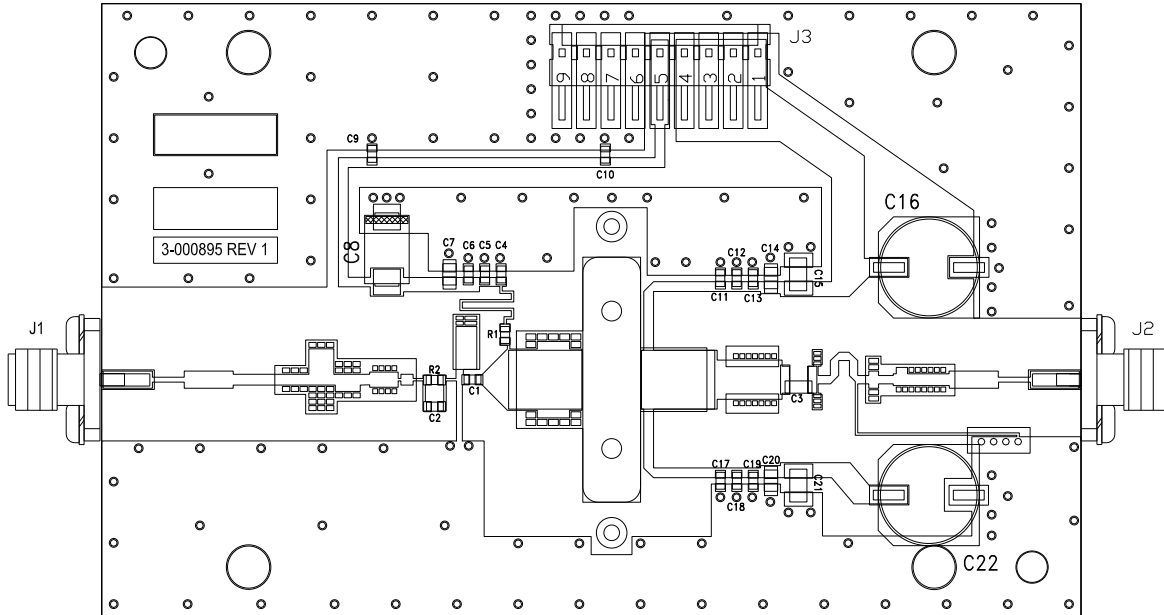 J3
9 8 7 6 5 4 3 2 1
C9
C10
C16
3-000895 REV 1
C8
C7 C6 C5 C4
C12 C14
C11 C13 C15
J1
J2
R1
R2
C1
C3
C2
C17 C19 C20
C18 C21
C22